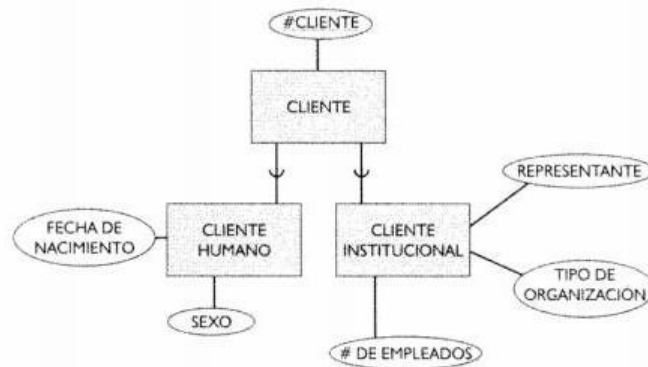 #CLIENTE
CLIENTE
REPRESENTANTE
FECHA DE
NACIMIENTO
CLIENTE
HUMANO
CLIENTE
INSTITUCIONAL
TIPO DE
ORGANIZACIÓN
SEXO
# DE EMPLEADOS